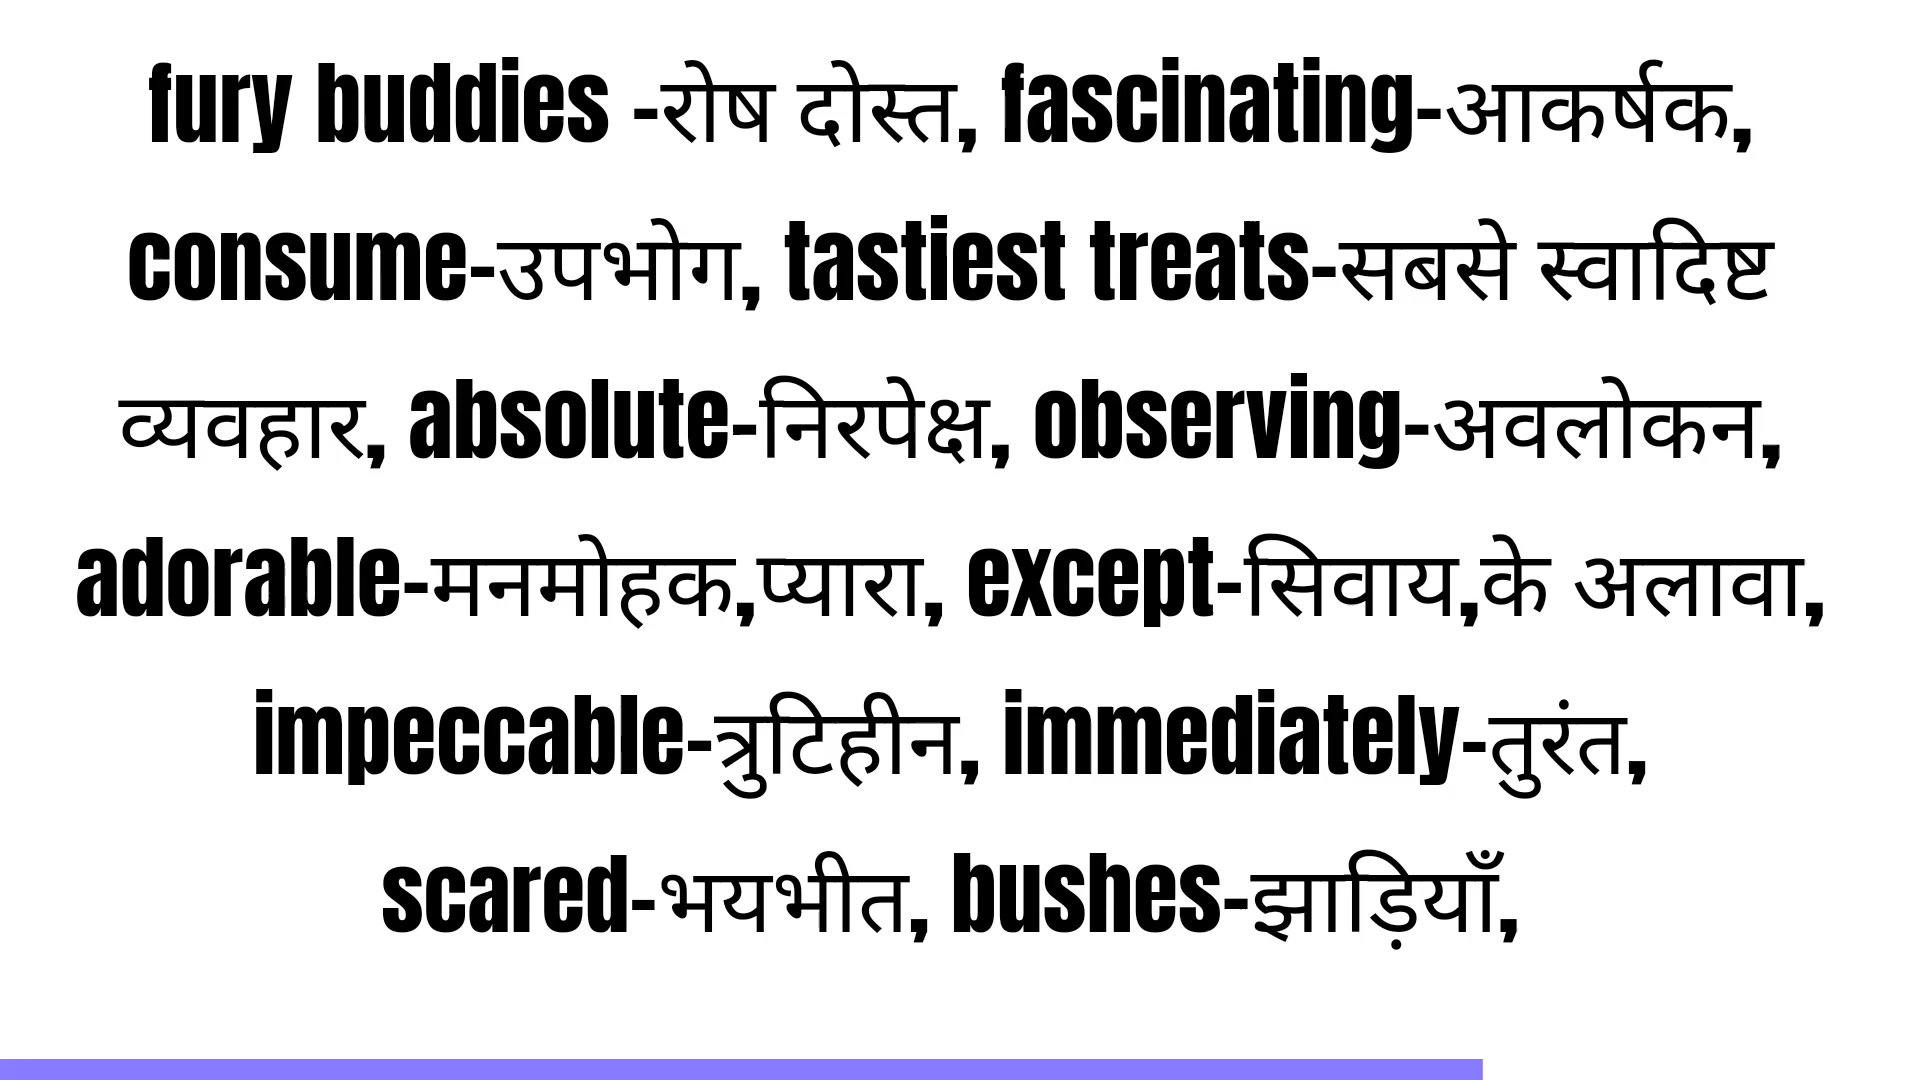 fury buddies -रोष दोस्त, fascinating-आकर्षक,
consume-उपभोग, tastiest treats-सबसे स्वादिष्ट
व्यवहार, absolute-निरपेक्ष, observing-अवलोकन,
adorable-मनमोहक,प्यारा, except-सिवाय,के अलावा,
impeccable-त्रुटिहीन, immediately-तुरंत,
scared-भयभीत, bushes-झाड़ियाँ,